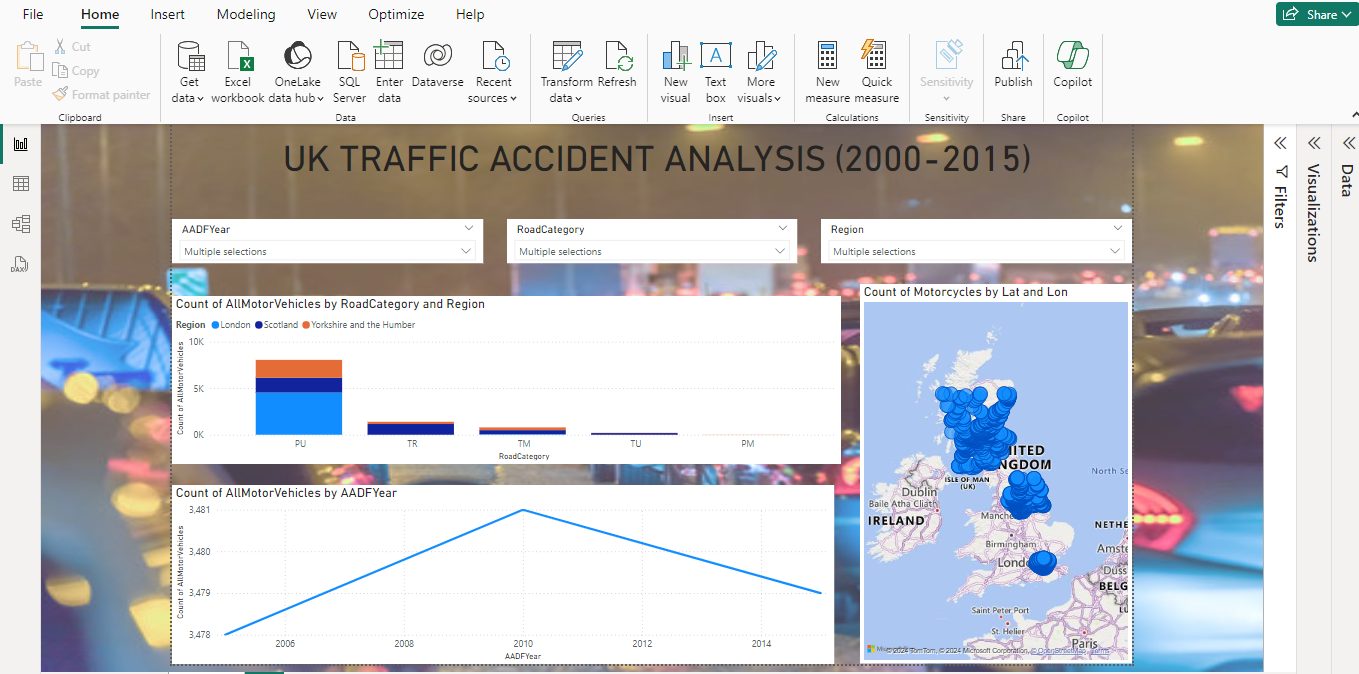 File Home Insert Modeling View Optimize Help Share
Paste
Cut
Copy
Format painter
Clipboard
Get data
Excel workbook
OneLake data hub
SQL Server
Enter data
Dataverse
Recent sources
Data
Transform data
Refresh
Queries
New visual
Text box
More visuals
Insert
New measure
Quick measure
Calculations
Sensitivity
Sensitivity
Publish
Share
Copilot
Copilot
UK TRAFFIC ACCIDENT ANALYSIS (2000-2015)
AADFYear
Multiple selections
RoadCategory
Multiple selections
Region
Multiple selections
Count of AllMotorVehicles by RoadCategory and Region
Region London Scotland Yorkshire and the Humber
Count of AllMotorVehicles
10K
5K
0K
PU TR TM TU PM
RoadCategory
Count of AllMotorVehicles by AADFYear
Count of AllMotorVehicles
3,481
3,480
3,479
3,478
2006 2008 2010 2012 2014
AADFYear
Count of Motorcycles by Lat and Lon
NITED
NGDOM
North Se
ISLE OF MAN
(UK)
Dublin
Baile Átha Cliath
IRELAND
Manche
NETHE
Birmingham
Amste
Lond
Duss
BELG
LU
Saint Peter Port
St. Helier
Paris
© 2024 TomTom, © 2024 Microsoft Corporation, © OpenStreetMap Terms
Filters
Visualizations
Data
DAX